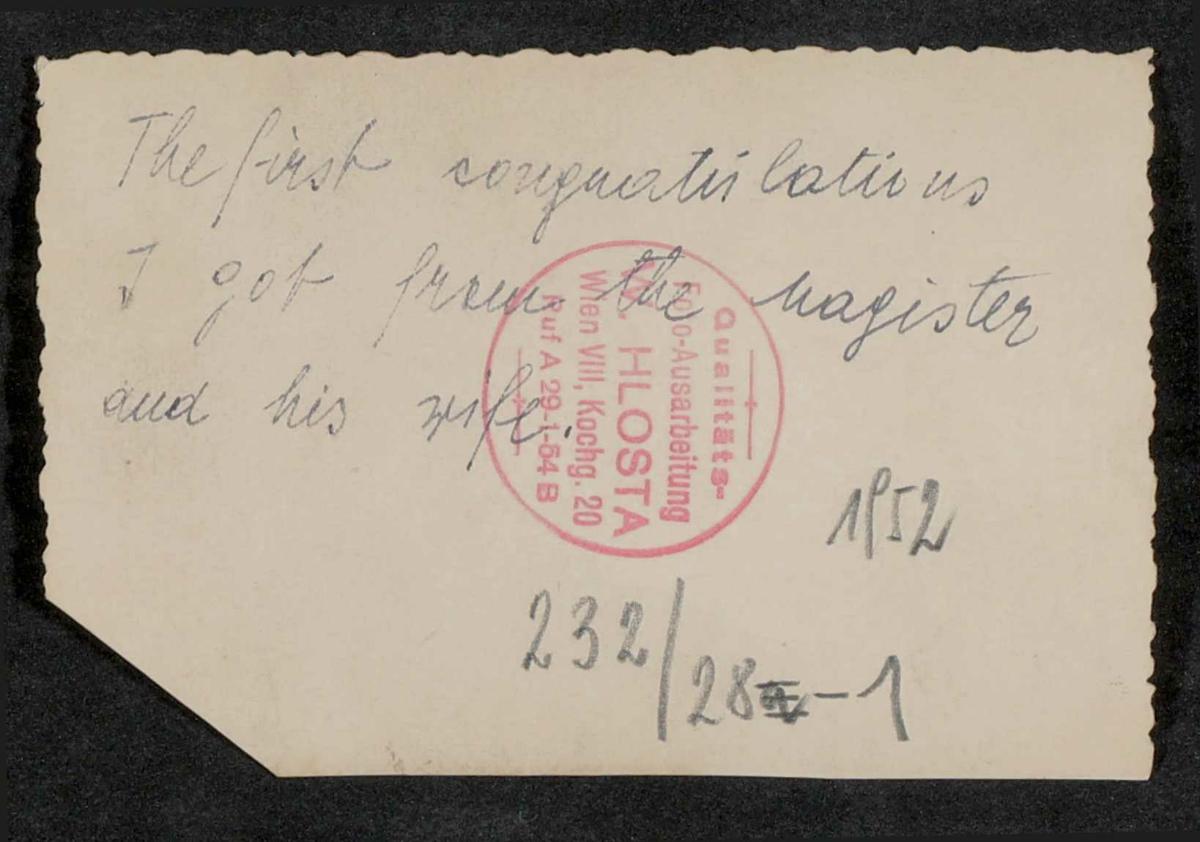 The first congratulations
I got from the magister
and his wife.
Qualitäts-
Foto-Ausarbeitung
W. HLOSTA
Wien VIII, Kochg. 20
Ruf A 29-1-54 B
1952
232/28-1